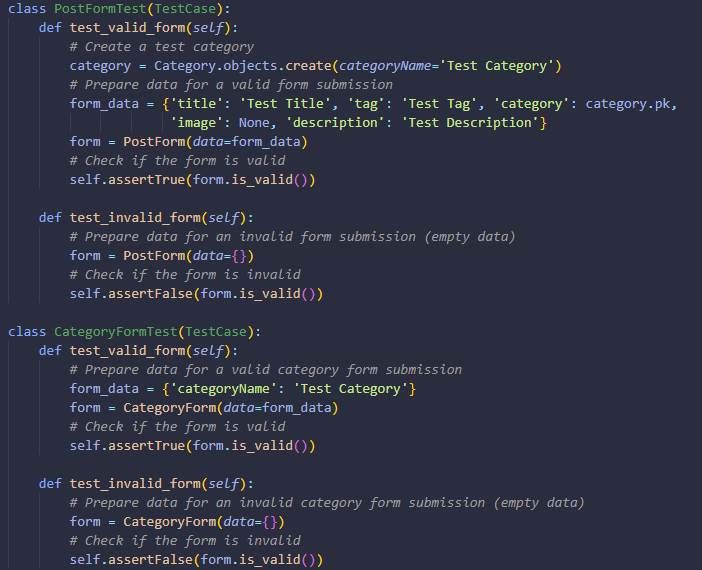 class PostFormTest(TestCase):
    def test_valid_form(self):
        # Create a test category
        category = Category.objects.create(categoryName='Test Category')
        # Prepare data for a valid form submission
        form_data = {'title': 'Test Title', 'tag': 'Test Tag', 'category': category.pk,
                     'image': None, 'description': 'Test Description'}
        form = PostForm(data=form_data)
        # Check if the form is valid
        self.assertTrue(form.is_valid())

    def test_invalid_form(self):
        # Prepare data for an invalid form submission (empty data)
        form = PostForm(data={})
        # Check if the form is invalid
        self.assertFalse(form.is_valid())

class CategoryFormTest(TestCase):
    def test_valid_form(self):
        # Prepare data for a valid category form submission
        form_data = {'categoryName': 'Test Category'}
        form = CategoryForm(data=form_data)
        # Check if the form is valid
        self.assertTrue(form.is_valid())

    def test_invalid_form(self):
        # Prepare data for an invalid category form submission (empty data)
        form = CategoryForm(data={})
        # Check if the form is invalid
        self.assertFalse(form.is_valid())